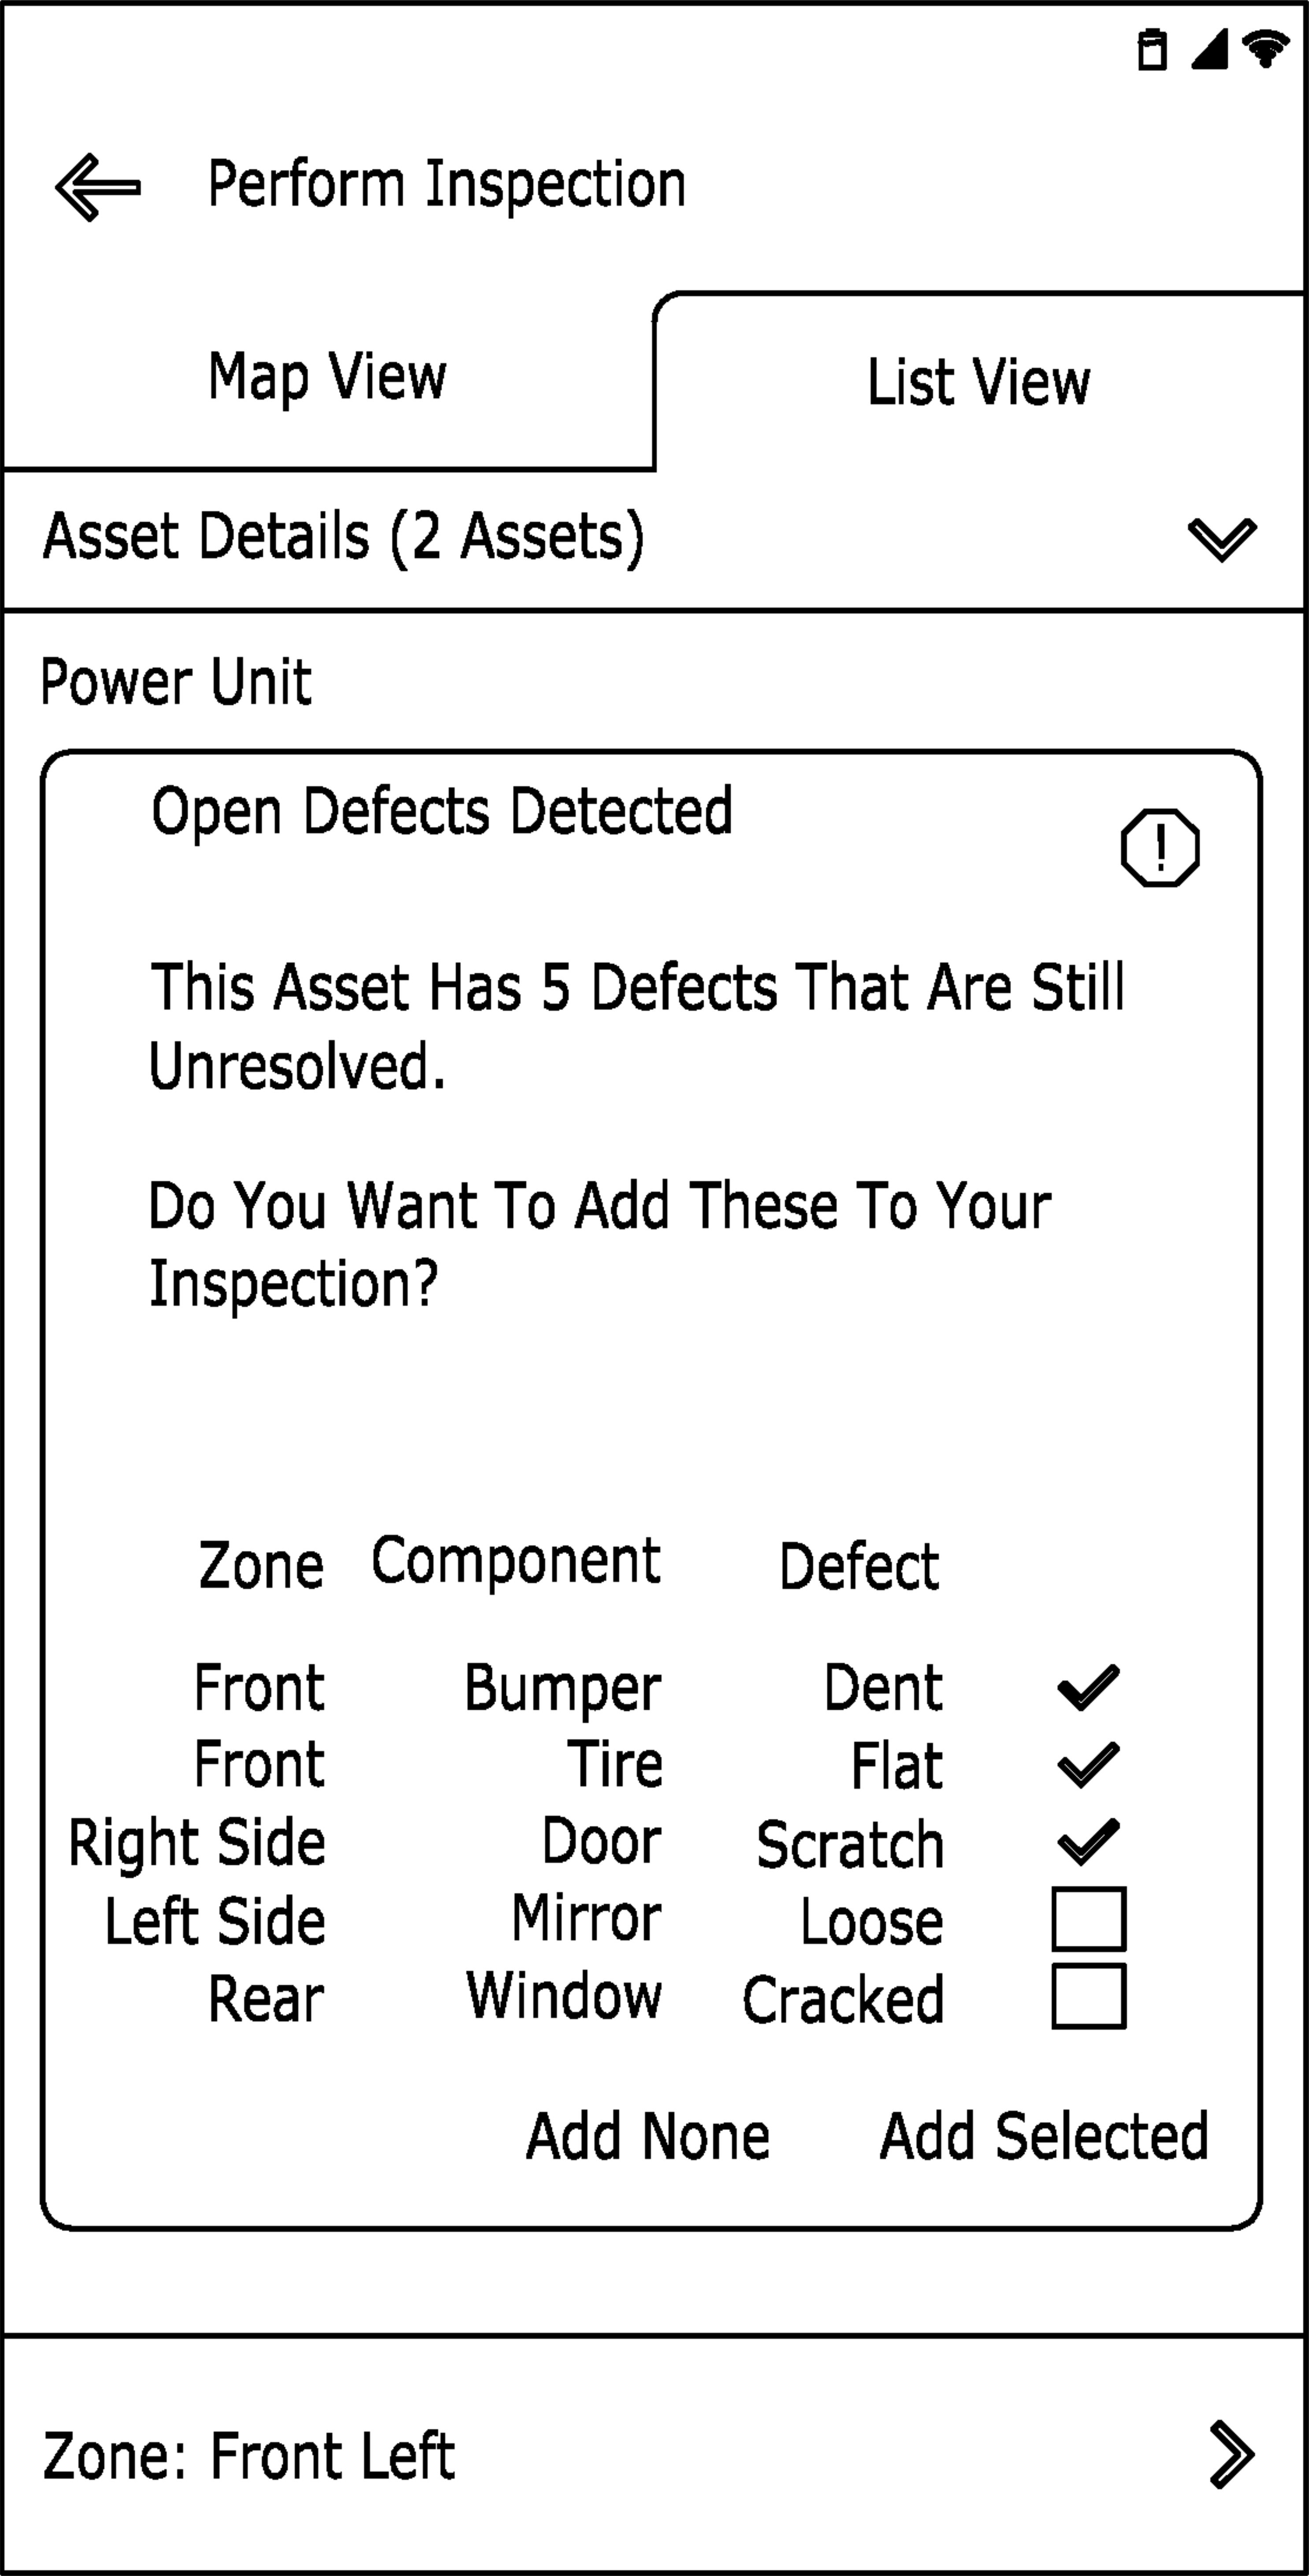 Perform Inspection
Map View
List View
Asset Details (2 Assets)
Power Unit
Open Defects Detected
!
This Asset Has 5 Defects That Are Still
Unresolved.
Do You Want To Add These To Your
Inspection?
Zone Component Defect
Front Bumper Dent
Front Tire Flat
Right Side Door Scratch
Left Side Mirror Loose
Rear Window Cracked
Add None Add Selected
Zone: Front Left